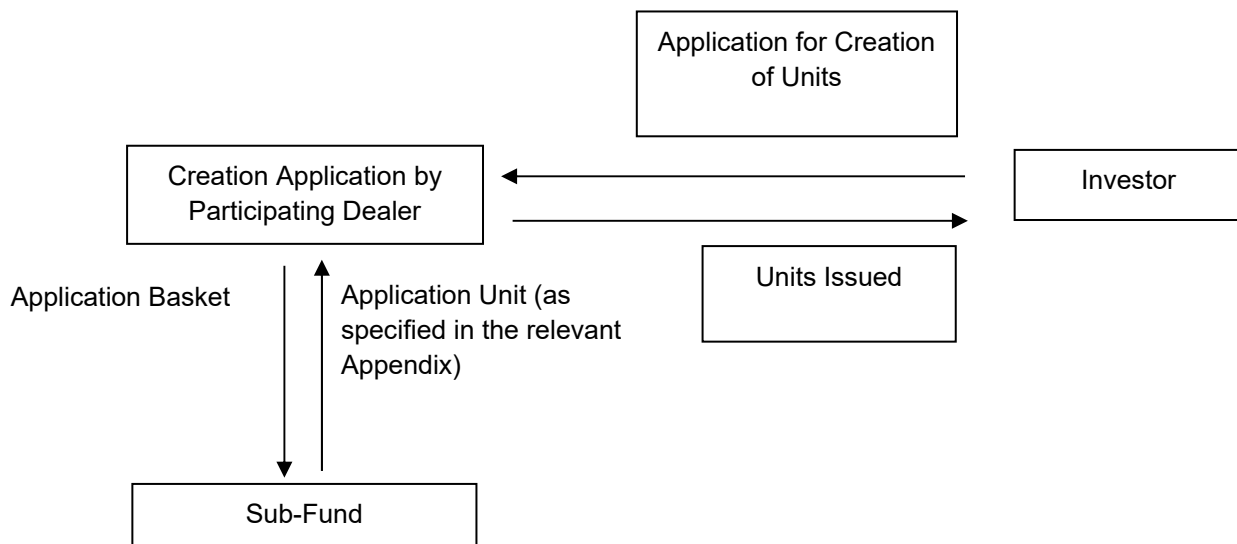 Application for Creation
of Units
Creation Application by
Participating Dealer
Investor
Units Issued
Application Basket
Application Unit (as
specified in the relevant
Appendix)
Sub-Fund